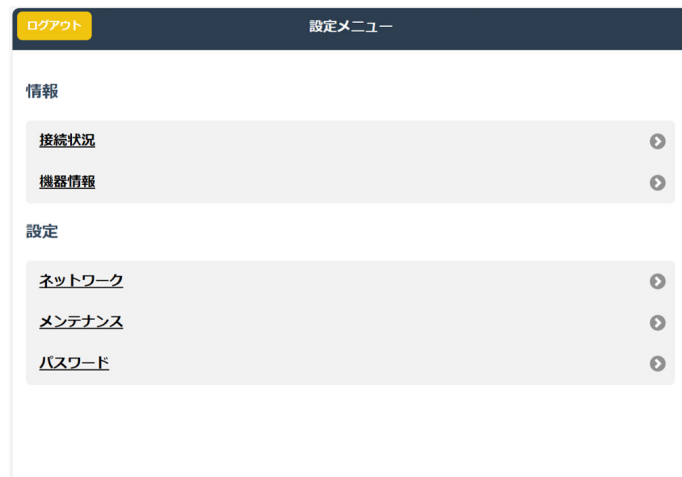 ログアウト
設定メニュー
情報
接続状況
機器情報
設定
ネットワーク
メンテナンス
パスワード